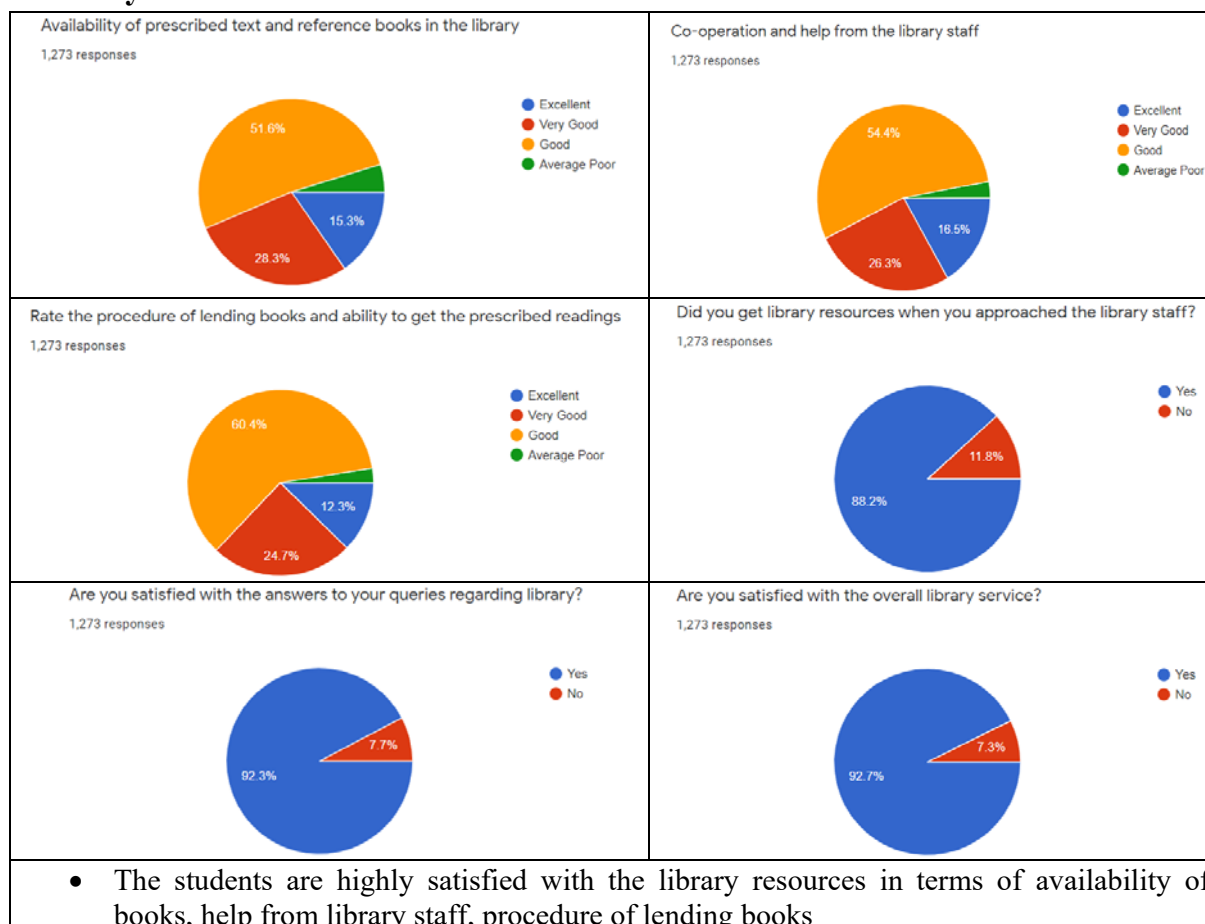 Availability of prescribed text and reference books in the library
1,273 responses
51.6%
15.3%
28.3%
Excellent
Very Good
Good
Average Poor
Co-operation and help from the library staff
1,273 responses
54.4%
16.5%
26.3%
Excellent
Very Good
Good
Average Poor
Rate the procedure of lending books and ability to get the prescribed readings
1,273 responses
60.4%
12.3%
24.7%
Excellent
Very Good
Good
Average Poor
Did you get library resources when you approached the library staff?
1,273 responses
11.8%
88.2%
Yes
No
Are you satisfied with the answers to your queries regarding library?
1,273 responses
7.7%
92.3%
Yes
No
Are you satisfied with the overall library service?
1,273 responses
7.3%
92.7%
Yes
No
• The students are highly satisfied with the library resources in terms of availability of
books, help from library staff, procedure of lending books